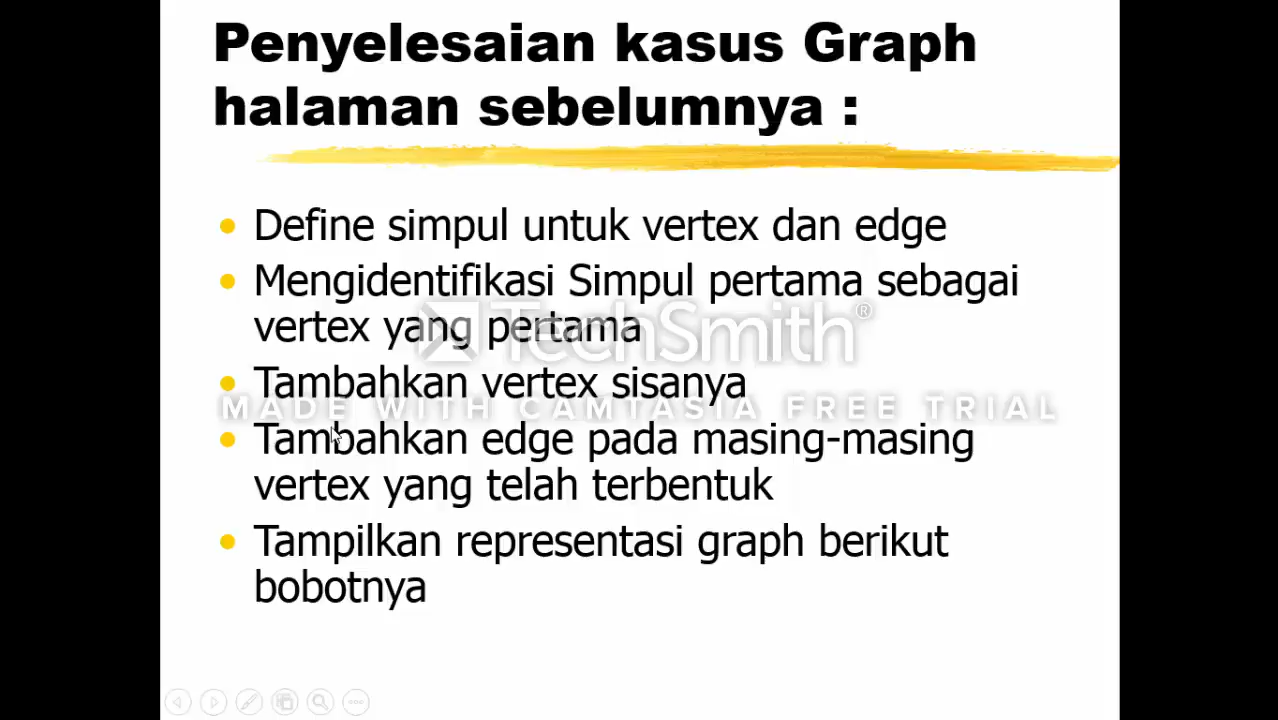 Penyelesaian kasus Graph
halaman sebelumnya :
• Define simpul untuk vertex dan edge
• Mengidentifikasi Simpul pertama sebagai
vertex yang pertama
TechSmith®
• Tambahkan vertex sisanya
MADE WITH CAMTASIA FREE TRIAL
• Tambahkan edge pada masing-masing
vertex yang telah terbentuk
• Tampilkan representasi graph berikut
bobotnya